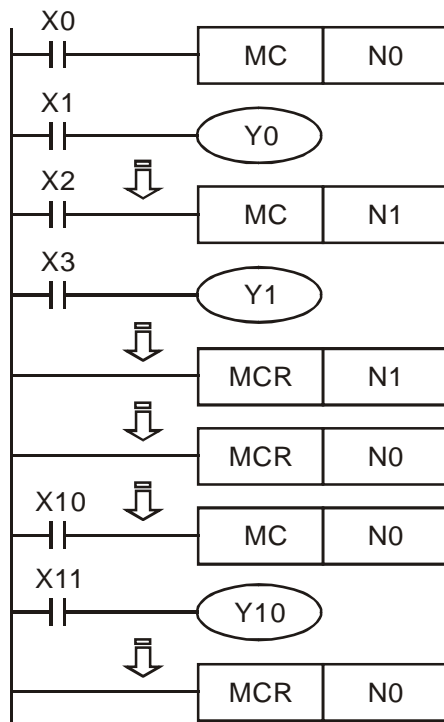 X0
MC N0
X1
Y0
X2
MC N1
X3
Y1
MCR N1
MCR N0
X10
MC N0
X11
Y10
MCR N0